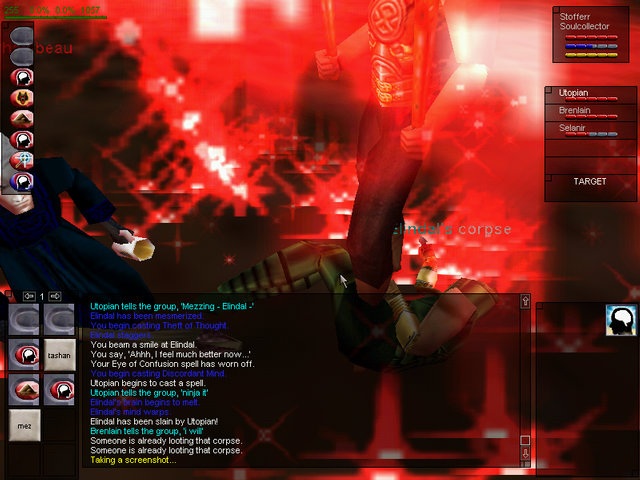 Stofferr
Soulcollector
beau
Utopian
Brenlain
Selanir
TARGET
Elindal's corpse
1
tashan
mez
Utopian tells the group, 'Mezzing - Elindal -'
Elindal has been mesmerized.
You begin casting Theft of Thought.
Elindal staggers.
You beam a smile at Elindal.
You say, 'Ahhh, I feel much better now...'
Your Eye of Confusion spell has worn off.
You begin casting Discordant Mind.
Utopian begins to cast a spell.
Utopian tells the group, 'ninja it'
Elindal's brain begins to melt.
Elindal's mind warps.
Elindal has been slain by Utopian!
Brenlain tells the group, 'i will'
Someone is already looting that corpse.
Someone is already looting that corpse.
Taking a screenshot...